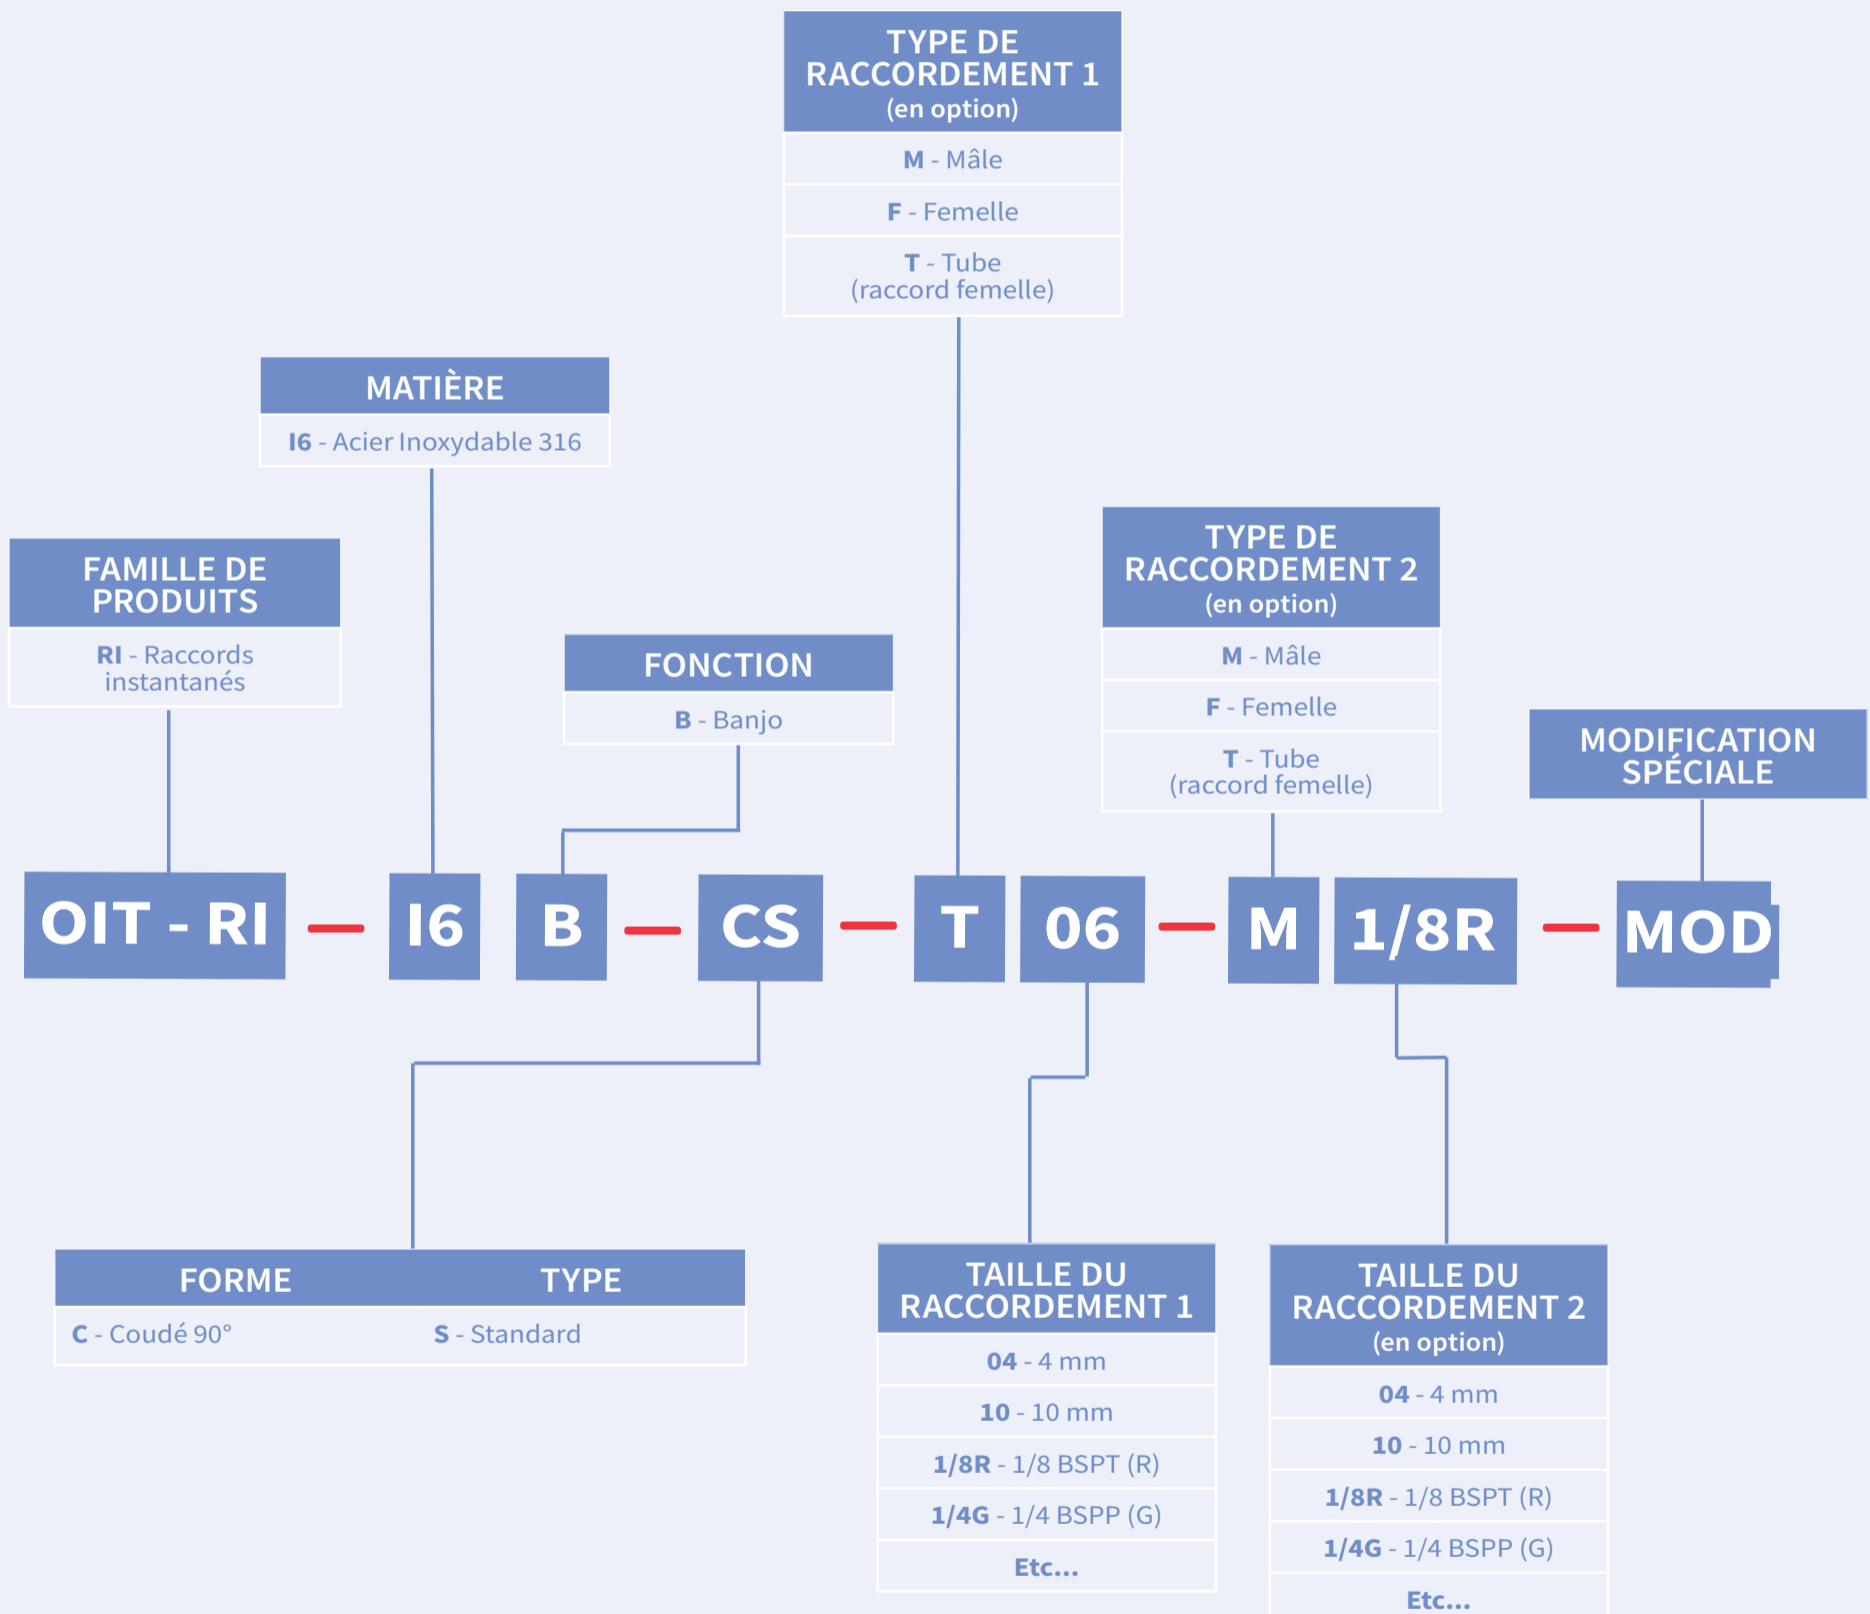 TYPE DE
RACCORDEMENT 1
(en option)
M - Mâle
F - Femelle
T - Tube
(raccord femelle)
MATIÈRE
I6 - Acier Inoxydable 316
FAMILLE DE
PRODUITS
RI - Raccords
instantanés
FONCTION
B - Banjo
TYPE DE
RACCORDEMENT 2
(en option)
M - Mâle
F - Femelle
T - Tube
(raccord femelle)
MODIFICATION
SPÉCIALE
OIT - RI — I6 B — CS — T 06 — M 1/8R — MOD
FORME TYPE
C - Coudé 90° S - Standard
TAILLE DU
RACCORDEMENT 1
04 - 4 mm
10 - 10 mm
1/8R - 1/8 BSPT (R)
1/4G - 1/4 BSPP (G)
Etc...
TAILLE DU
RACCORDEMENT 2
(en option)
04 - 4 mm
10 - 10 mm
1/8R - 1/8 BSPT (R)
1/4G - 1/4 BSPP (G)
Etc...